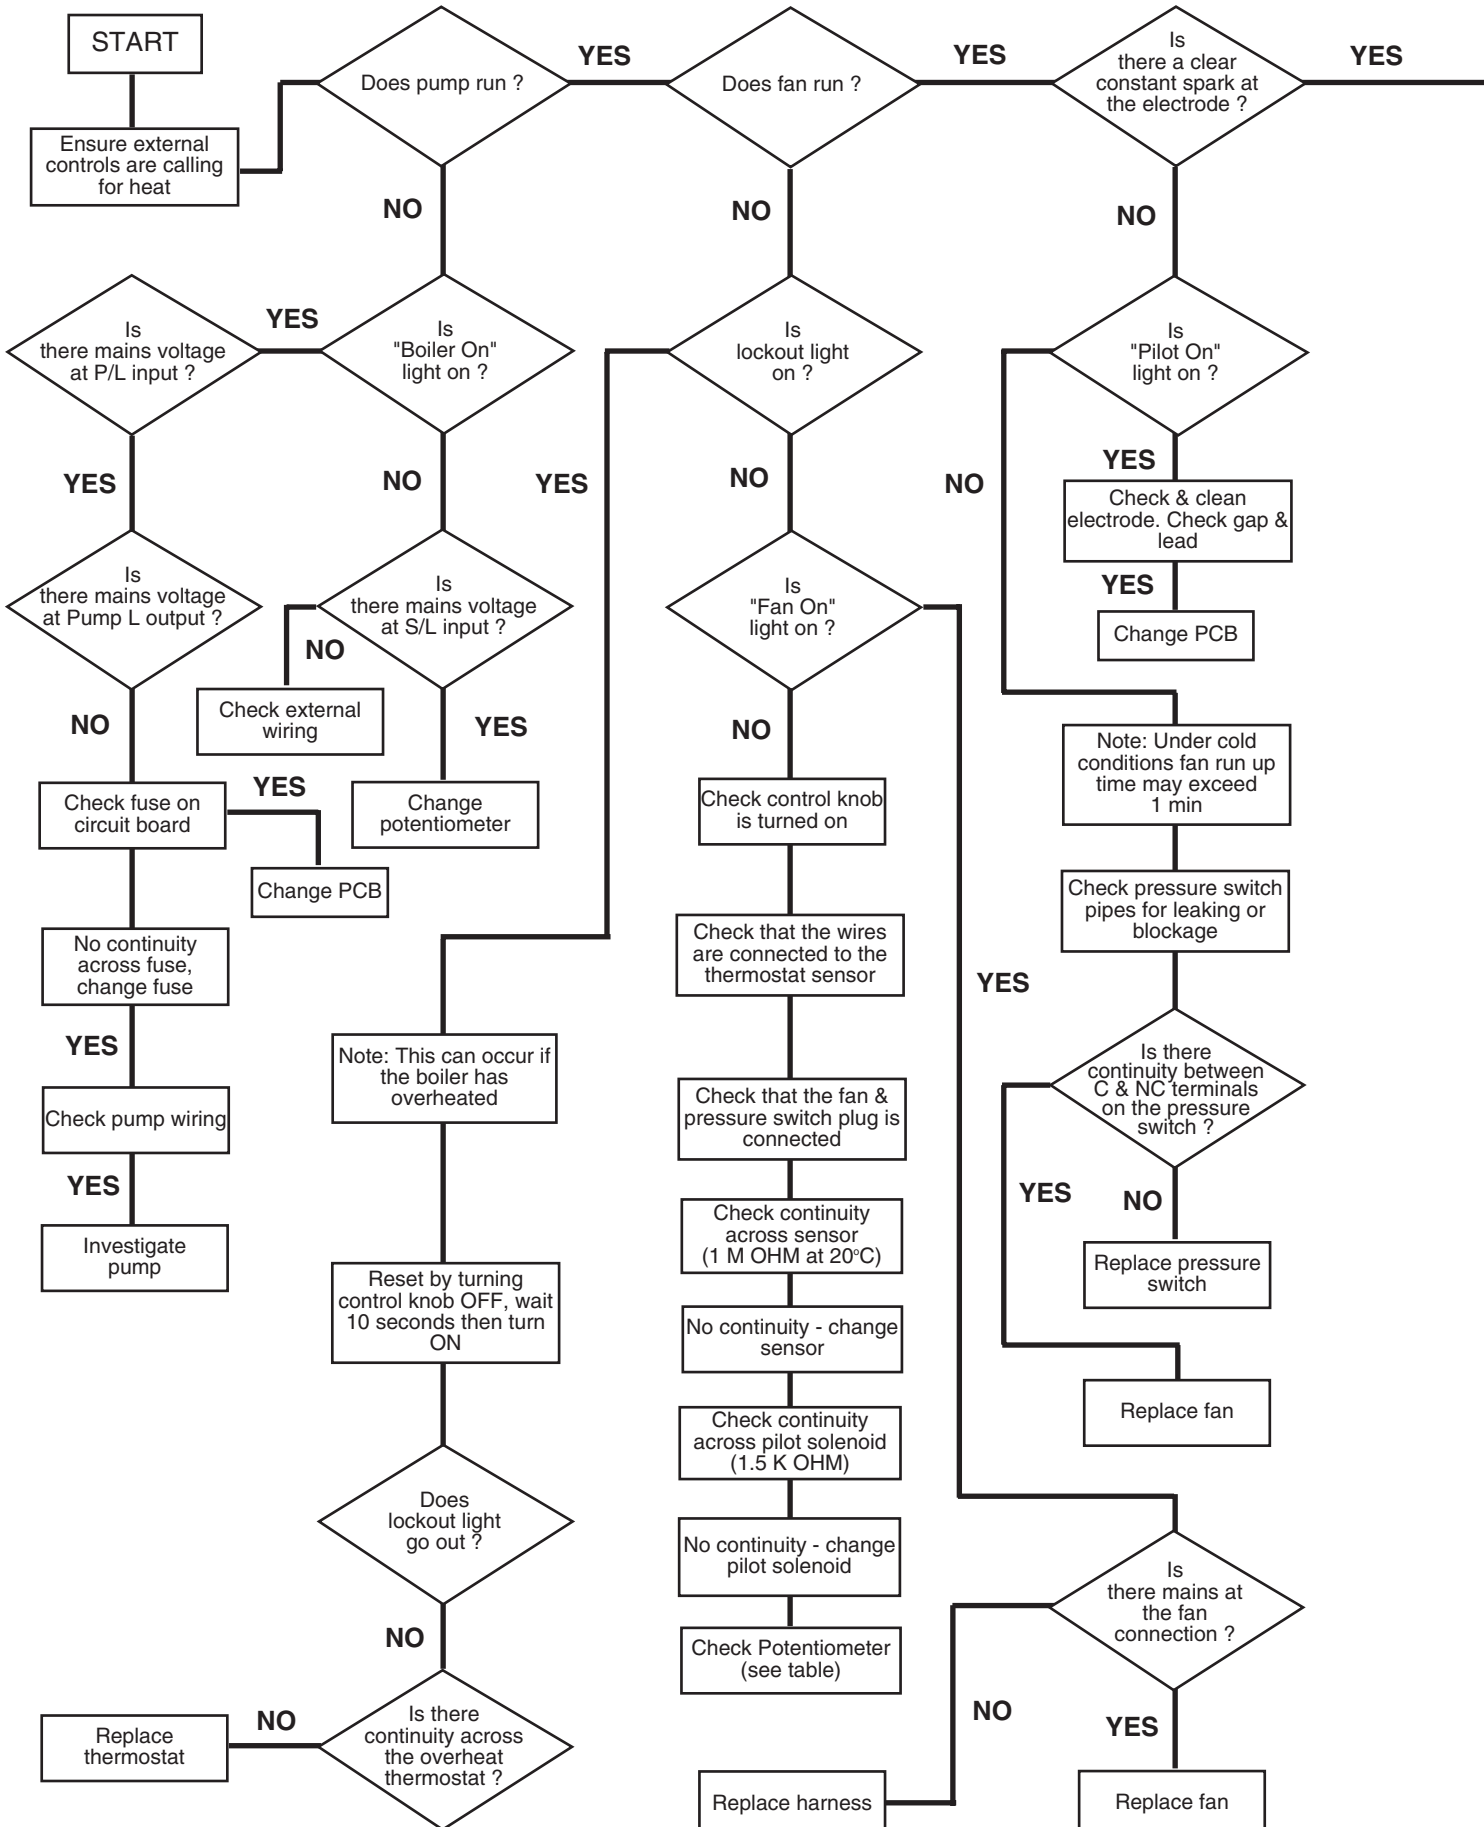 START
Ensure external
controls are calling
for heat
Does pump run ?
YES
Does fan run ?
YES
Is
there a clear
constant spark at
the electrode ?
YES
NO
NO
NO
Is
there mains voltage
at P/L input ?
YES
Is
"Boiler On"
light on ?
Is
lockout light
on ?
Is
"Pilot On"
light on ?
YES
NO
YES
NO
NO
YES
Check & clean
electrode. Check gap &
lead
YES
Change PCB
Is
there mains voltage
at Pump L output ?
Is
there mains voltage
at S/L input ?
NO
Check external
wiring
YES
Change
potentiometer
Is
"Fan On"
light on ?
NO
NO
Check fuse on
circuit board
YES
Change PCB
No continuity
across fuse,
change fuse
YES
Check pump wiring
YES
Investigate
pump
Note: This can occur if
the boiler has
overheated
Reset by turning
control knob OFF, wait
10 seconds then turn
ON
Does
lockout light
go out ?
NO
Is there
continuity across
the overheat
thermostat ?
NO
Replace
thermostat
Check control knob
is turned on
Check that the wires
are connected to the
thermostat sensor
Check that the fan &
pressure switch plug is
connected
Check continuity
across sensor
(1 M OHM at 20°C)
No continuity - change
sensor
Check continuity
across pilot solenoid
(1.5 K OHM)
No continuity - change
pilot solenoid
Check Potentiometer
(see table)
YES
Note: Under cold
conditions fan run up
time may exceed
1 min
Check pressure switch
pipes for leaking or
blockage
Is there
continuity between
C & NC terminals
on the pressure
switch ?
YES
NO
Replace pressure
switch
Replace fan
Is
there mains at
the fan
connection ?
NO
YES
Replace harness
Replace fan